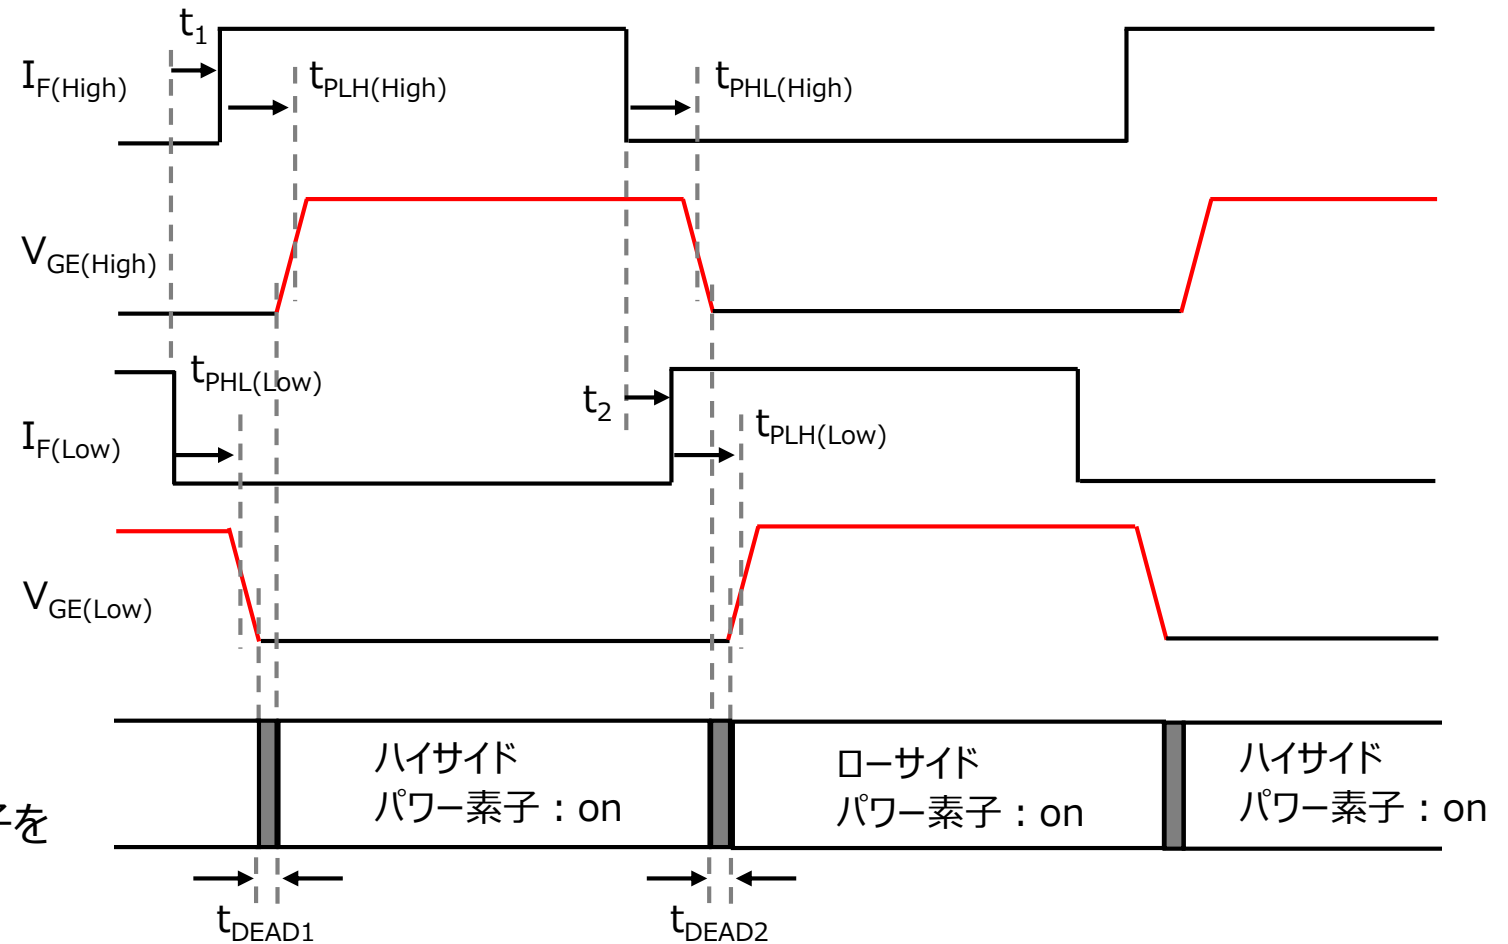 t1
IF(High)
tPLH(High)
tPHL(High)
VGE(High)
tPHL(Low)
t2
IF(Low)
tPLH(Low)
VGE(Low)
ハイサイド
パワー素子：on
ローサイド
パワー素子：on
ハイサイド
パワー素子：on
子を
tDEAD1
tDEAD2